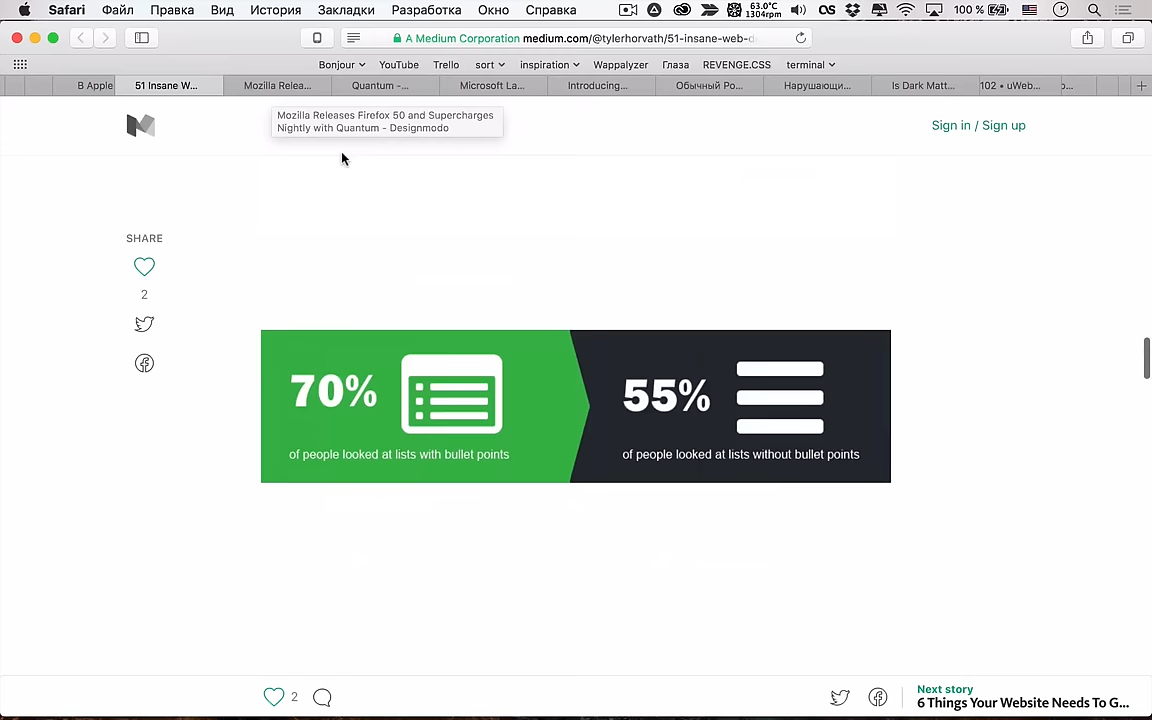 Safari Файл Правка Вид История Закладки Разработка Окно Справка 63.0°C 1304rpm 100 %
A Medium Corporation medium.com/@tylerhorvath/51-insane-web-d
Bonjour YouTube Trello sort inspiration Wappalyzer Глаза REVENGE.CSS terminal
В Apple 51 Insane W... Mozilla Relea... Quantum -... Microsoft La... Introducing... Обычный Ро... Нарушающи... Is Dark Matt... 102 • uWeb...
Mozilla Releases Firefox 50 and Supercharges
Nightly with Quantum - Designmodo
Sign in / Sign up
SHARE
2
70%
of people looked at lists with bullet points
55%
of people looked at lists without bullet points
2
Next story
6 Things Your Website Needs To G...